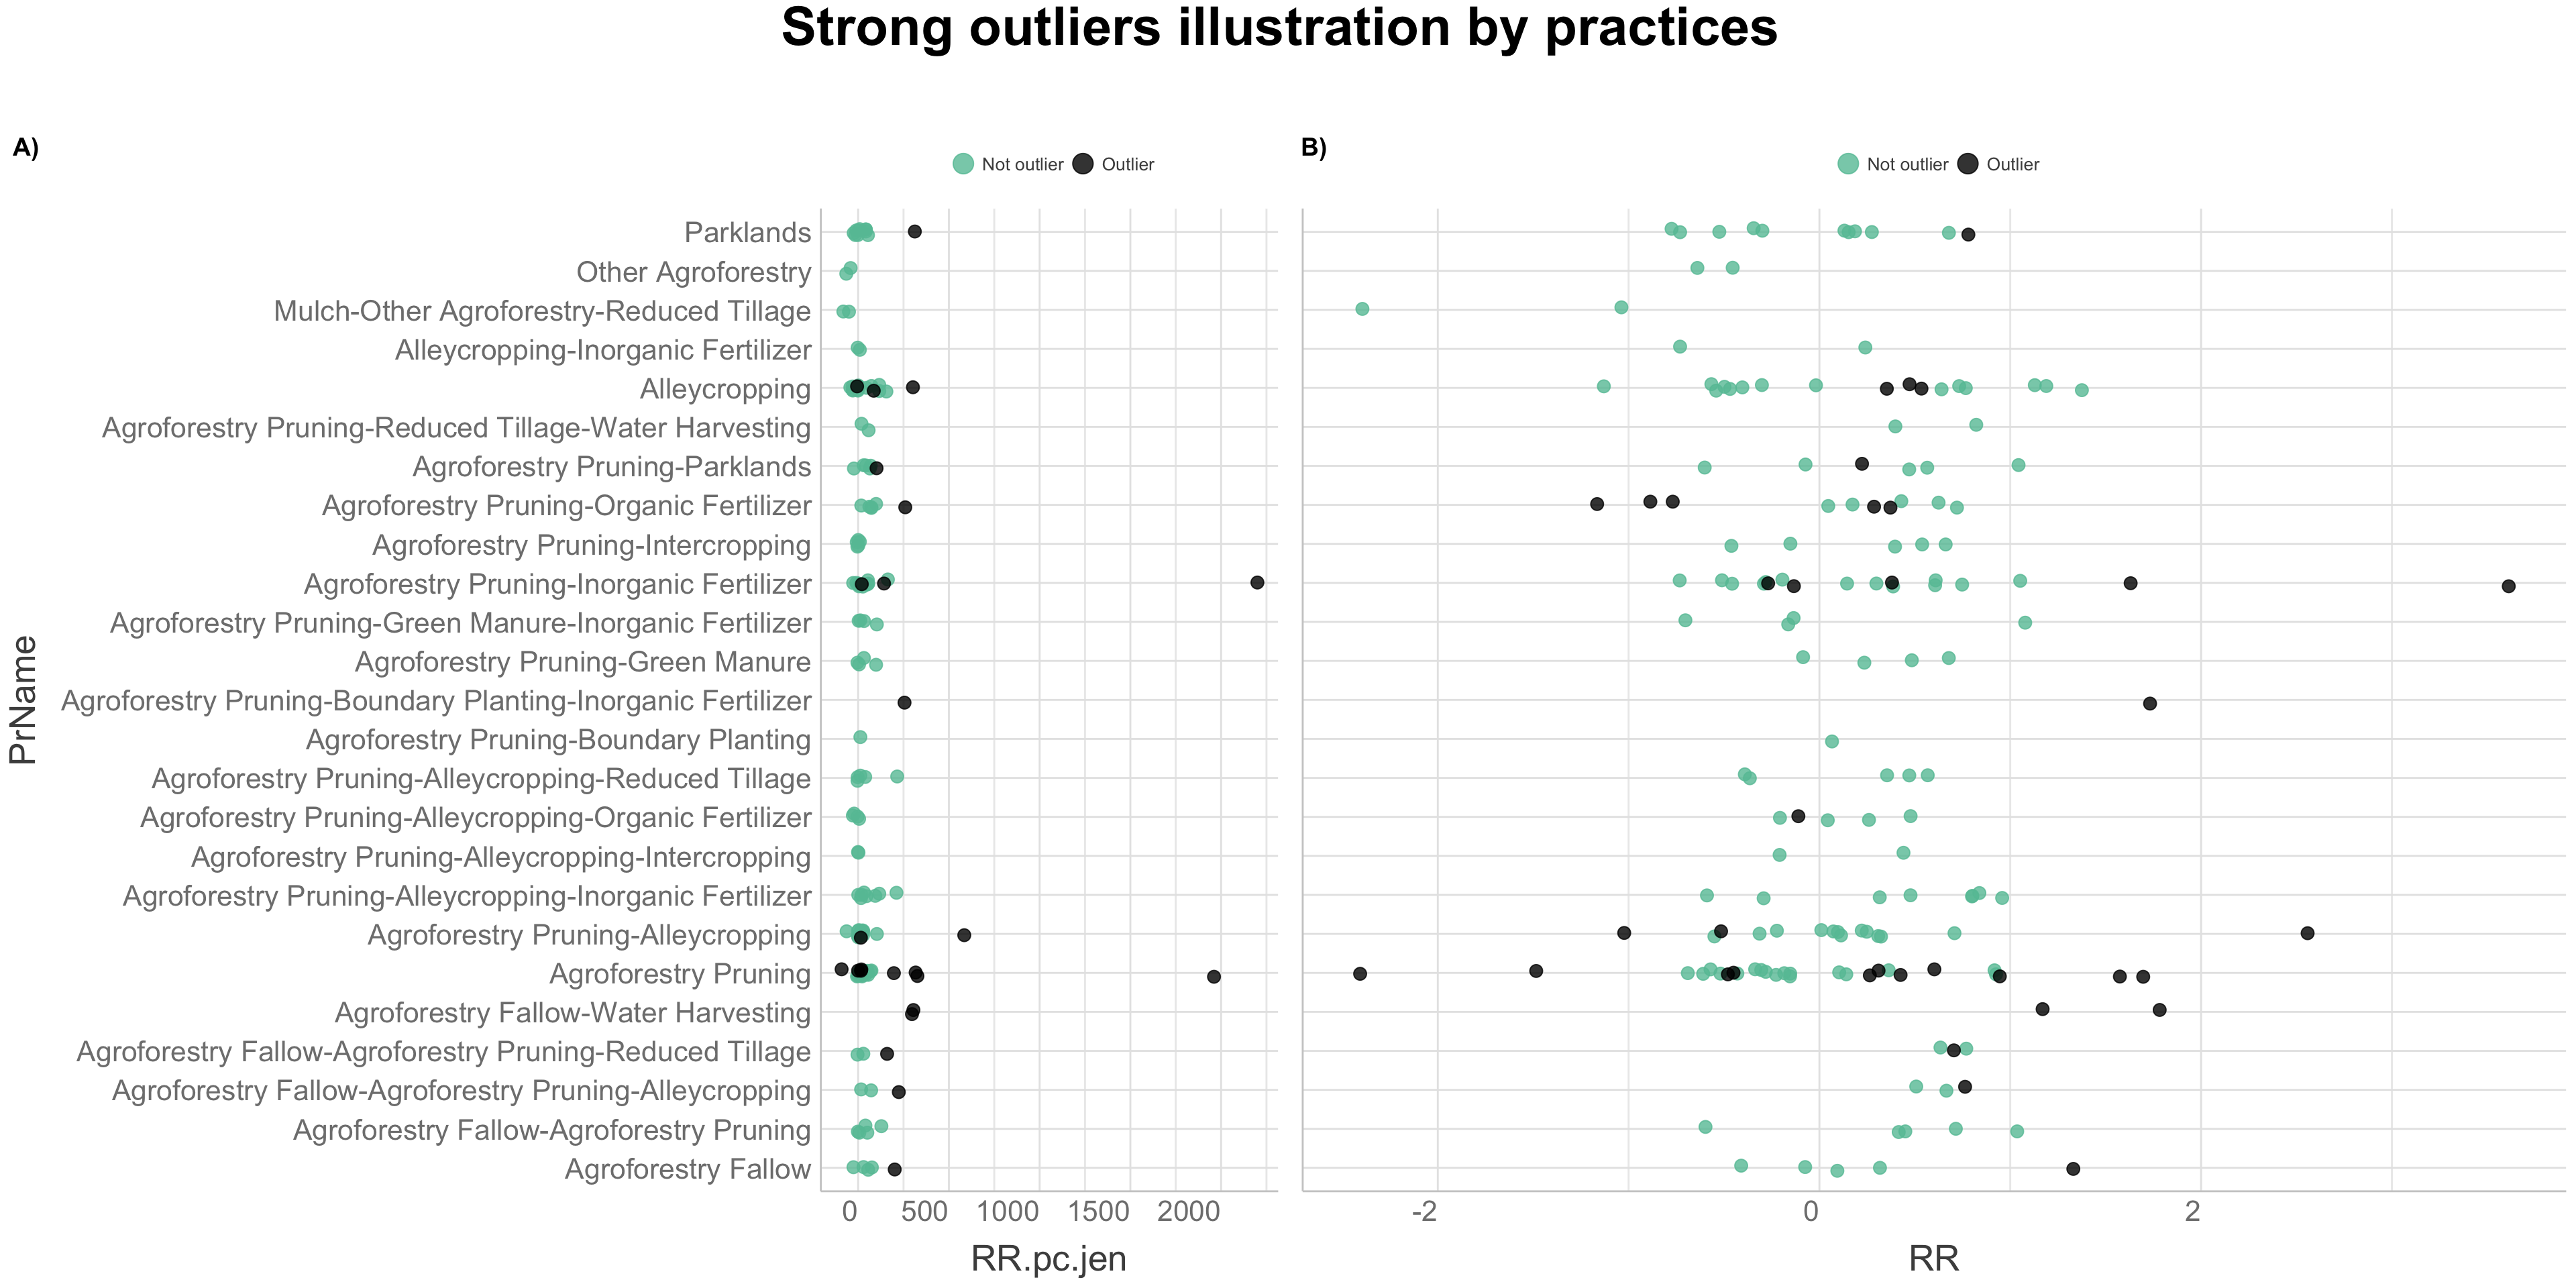 Strong outliers illustration by practices
A)
Not outlier
Outlier
B)
Not outlier
Outlier
PrName
Parklands
Other Agroforestry
Mulch-Other Agroforestry-Reduced Tillage
Alleycropping-Inorganic Fertilizer
Alleycropping
Agroforestry Pruning-Reduced Tillage-Water Harvesting
Agroforestry Pruning-Parklands
Agroforestry Pruning-Organic Fertilizer
Agroforestry Pruning-Intercropping
Agroforestry Pruning-Inorganic Fertilizer
Agroforestry Pruning-Green Manure-Inorganic Fertilizer
Agroforestry Pruning-Green Manure
Agroforestry Pruning-Boundary Planting-Inorganic Fertilizer
Agroforestry Pruning-Boundary Planting
Agroforestry Pruning-Alleycropping-Reduced Tillage
Agroforestry Pruning-Alleycropping-Organic Fertilizer
Agroforestry Pruning-Alleycropping-Intercropping
Agroforestry Pruning-Alleycropping-Inorganic Fertilizer
Agroforestry Pruning-Alleycropping
Agroforestry Pruning
Agroforestry Fallow-Water Harvesting
Agroforestry Fallow-Agroforestry Pruning-Reduced Tillage
Agroforestry Fallow-Agroforestry Pruning-Alleycropping
Agroforestry Fallow-Agroforestry Pruning
Agroforestry Fallow
0 500 1000 1500 2000
RR.pc.jen
-2 0 2
RR